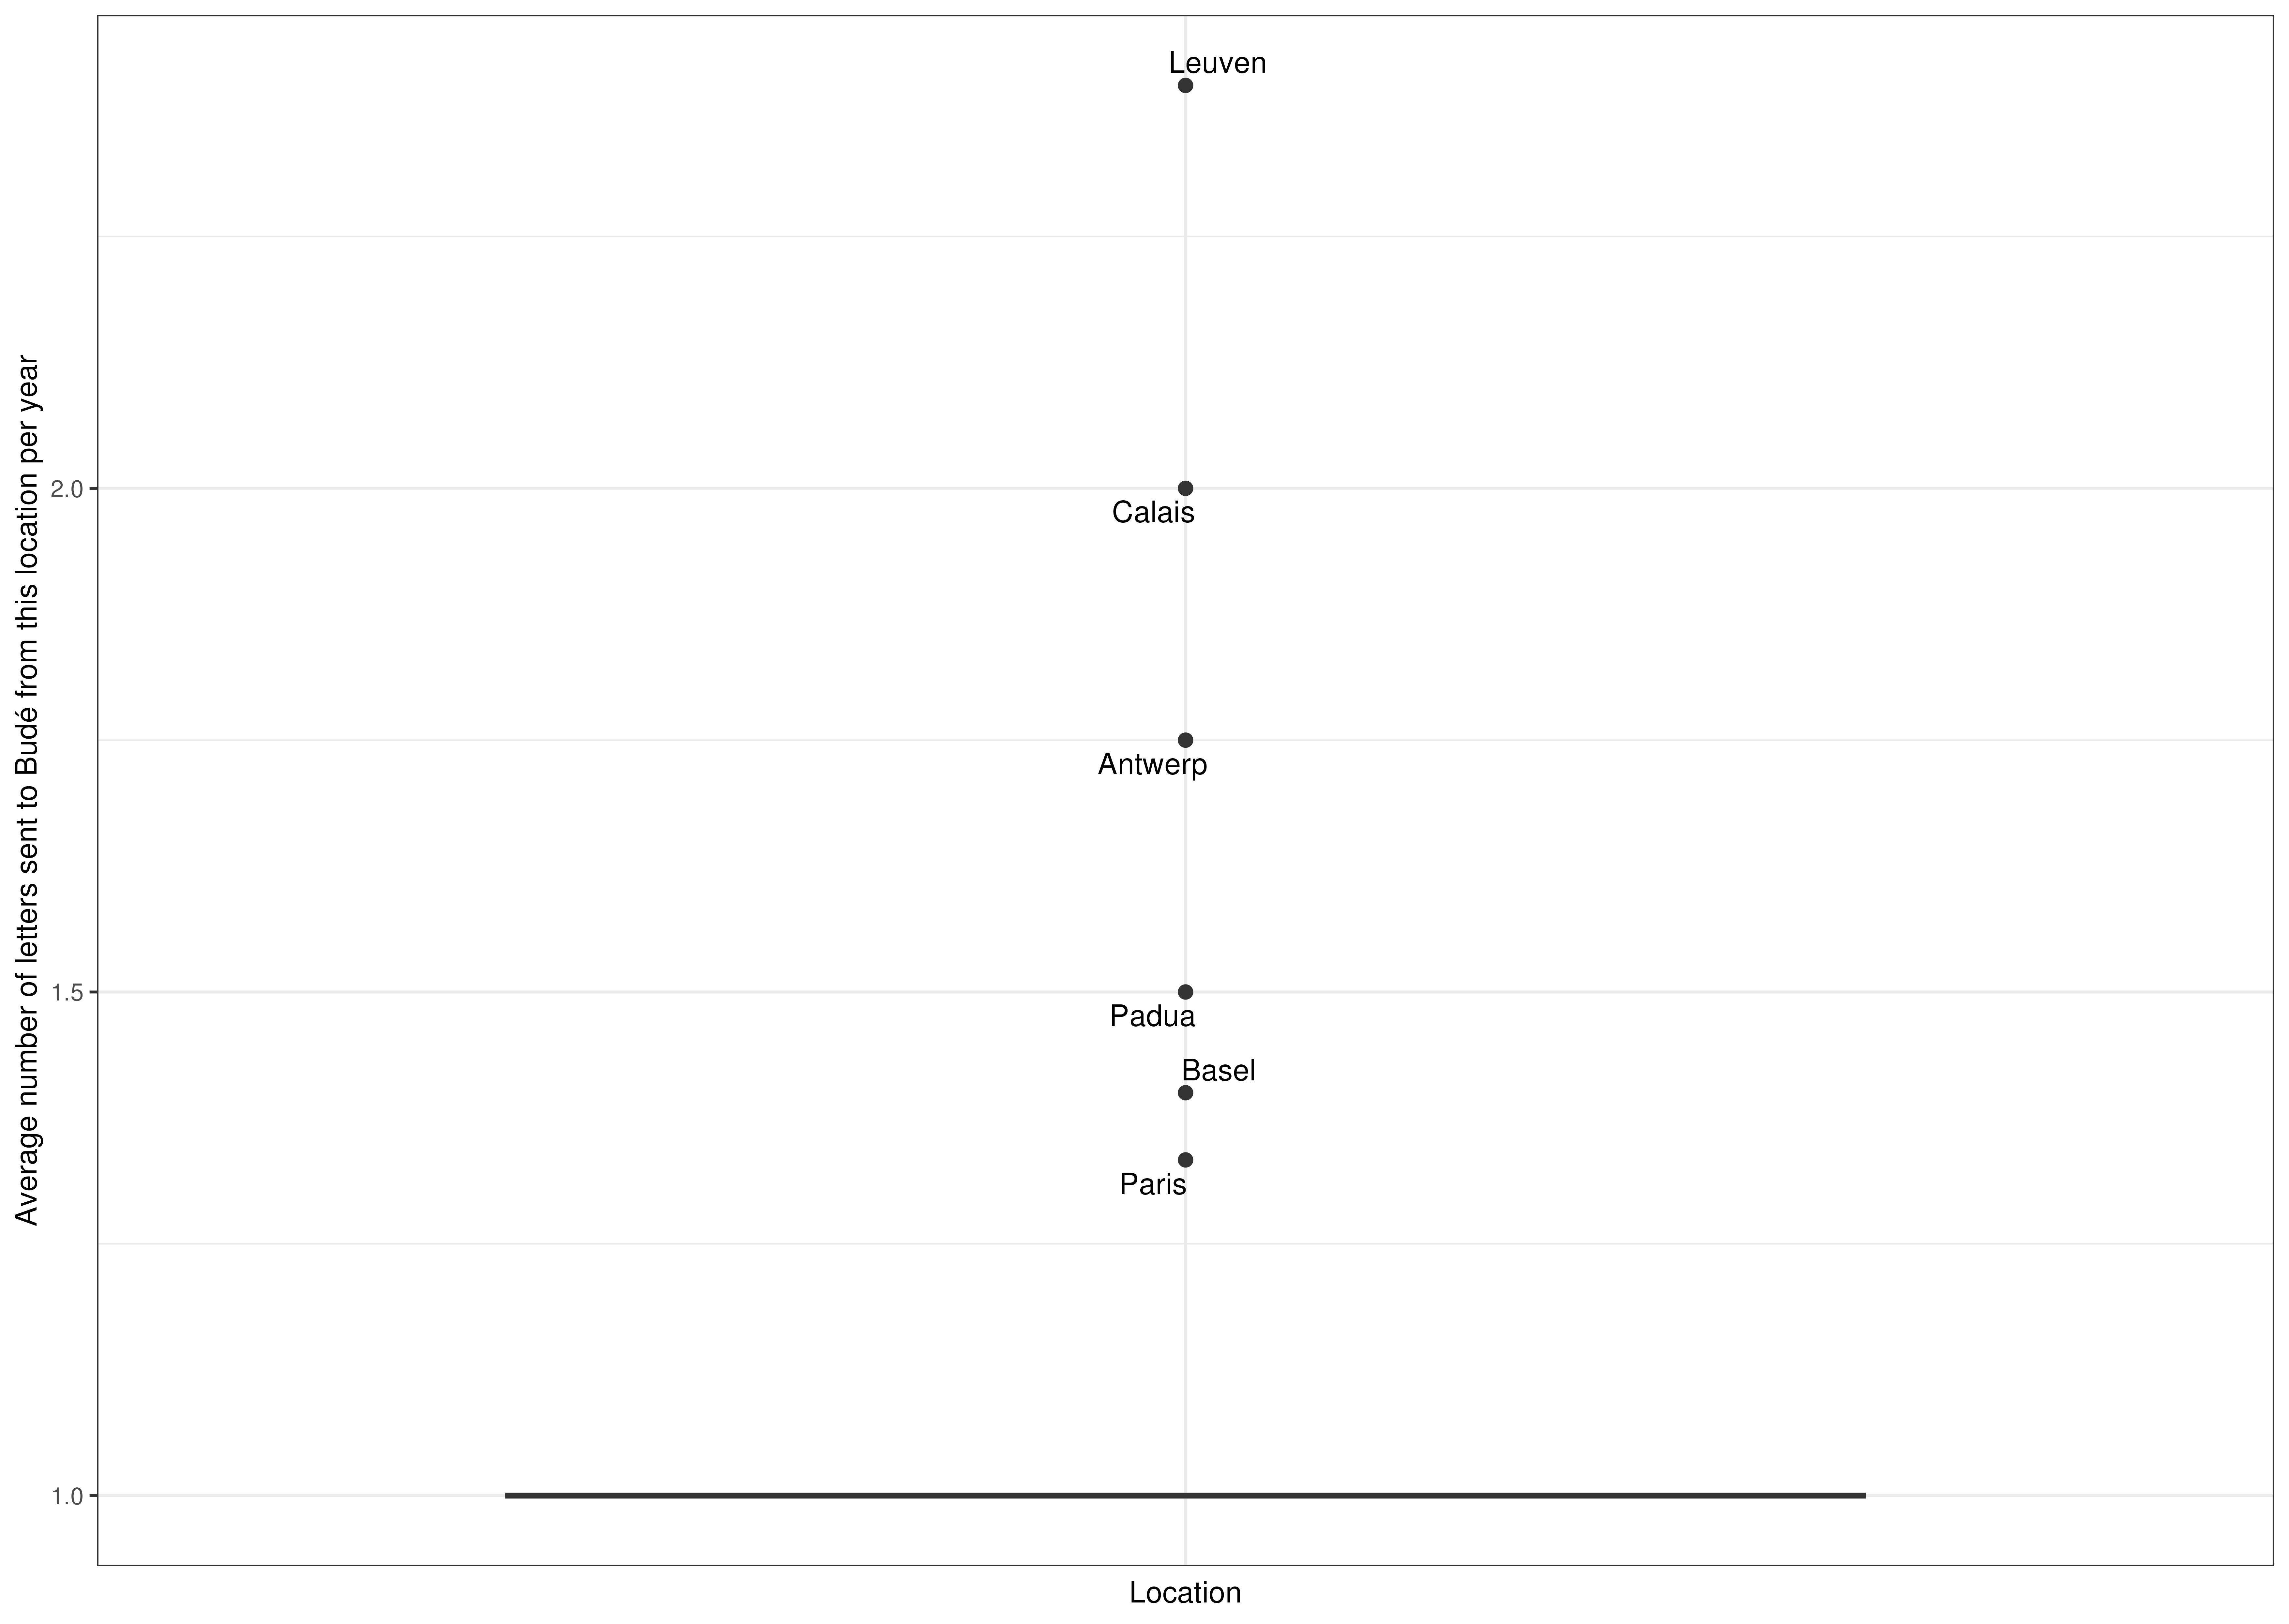 Leuven
2.0
Calais
Antwerp
1.5
Padua
Basel
Paris
1.0
Location
Average number of letters sent to Budé from this location per year